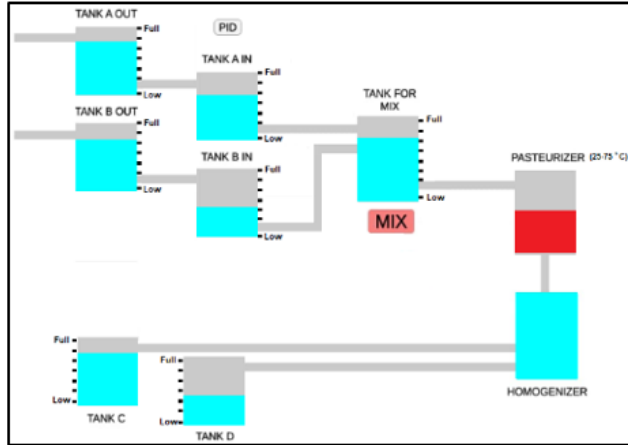 TANK A OUT
Full
Low
PID
TANK A IN
Full
Low
TANK B OUT
Full
Low
TANK B IN
Full
Low
TANK FOR
MIX
Full
Low
MIX
PASTEURIZER (25-75 °C)
HOMOGENIZER
Full
Low
TANK C
Full
Low
TANK D